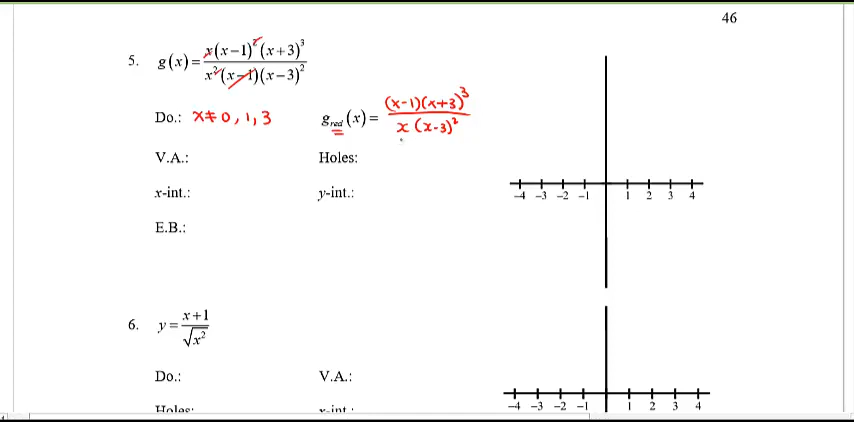 46
5. g(x) = x(x−1)²(x+3)³ / x²(x−1)(x−3)²
Do.: x≠0, 1, 3 g_red(x) = (x-1)(x+3)³ / x(x-3)²
V.A.: Holes:
x-int.: y-int.:
−4 −3 −2 −1 1 2 3 4
E.B.:
6. y = x+1 / √x²
Do.: V.A.:
Holes: x-int.:
−4 −3 −2 −1 1 2 3 4